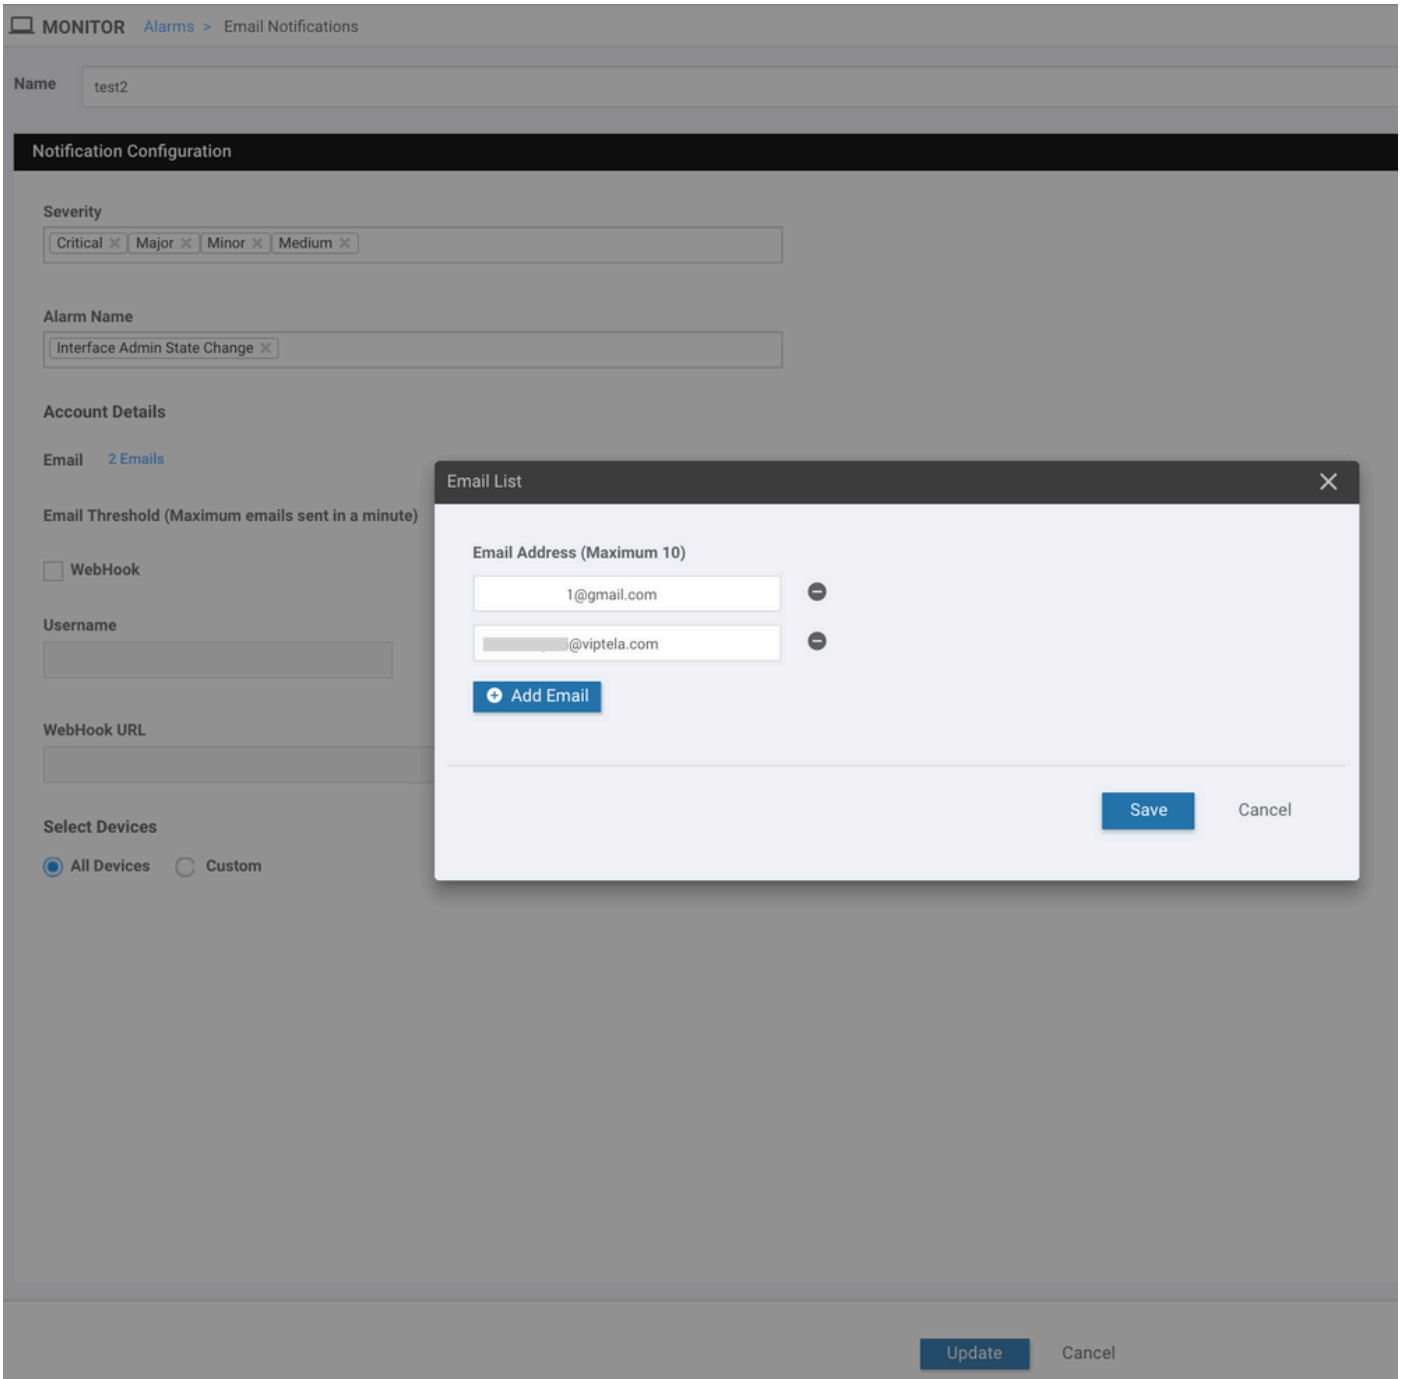 MONITOR Alarms > Email Notifications
Name test2
Notification Configuration
Severity
Critical Major Minor Medium
Alarm Name
Interface Admin State Change
Account Details
Email 2 Emails
Email Threshold (Maximum emails sent in a minute)
WebHook
Username
WebHook URL
Select Devices
All Devices Custom
Email List
Email Address (Maximum 10)
1@gmail.com
@viptela.com
Add Email
Save Cancel
Update Cancel